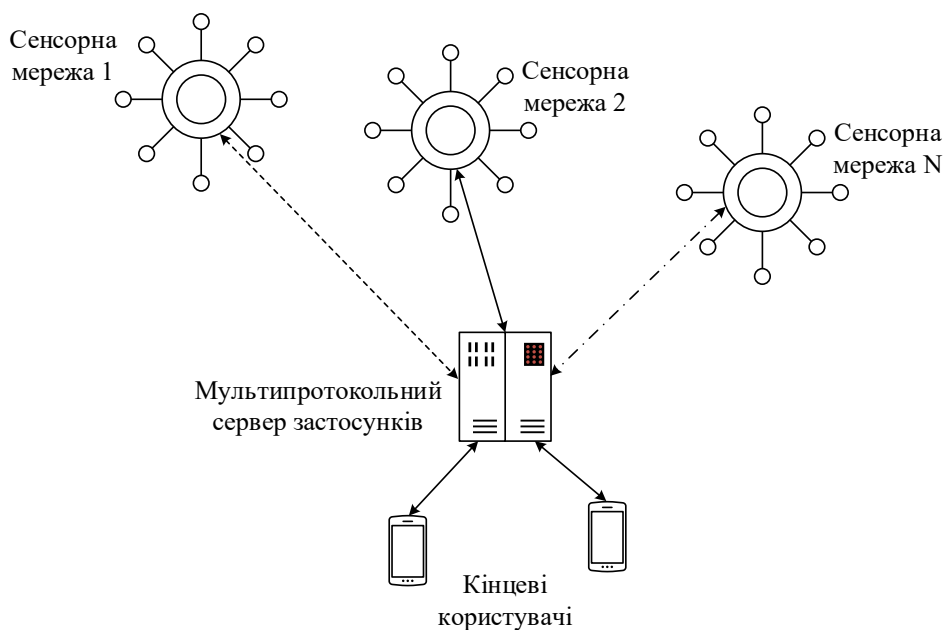 Сенсорна
мережа 1
Сенсорна
мережа 2
Сенсорна
мережа N
Мультипротокольний
сервер застосунків
Кінцеві
користувачі